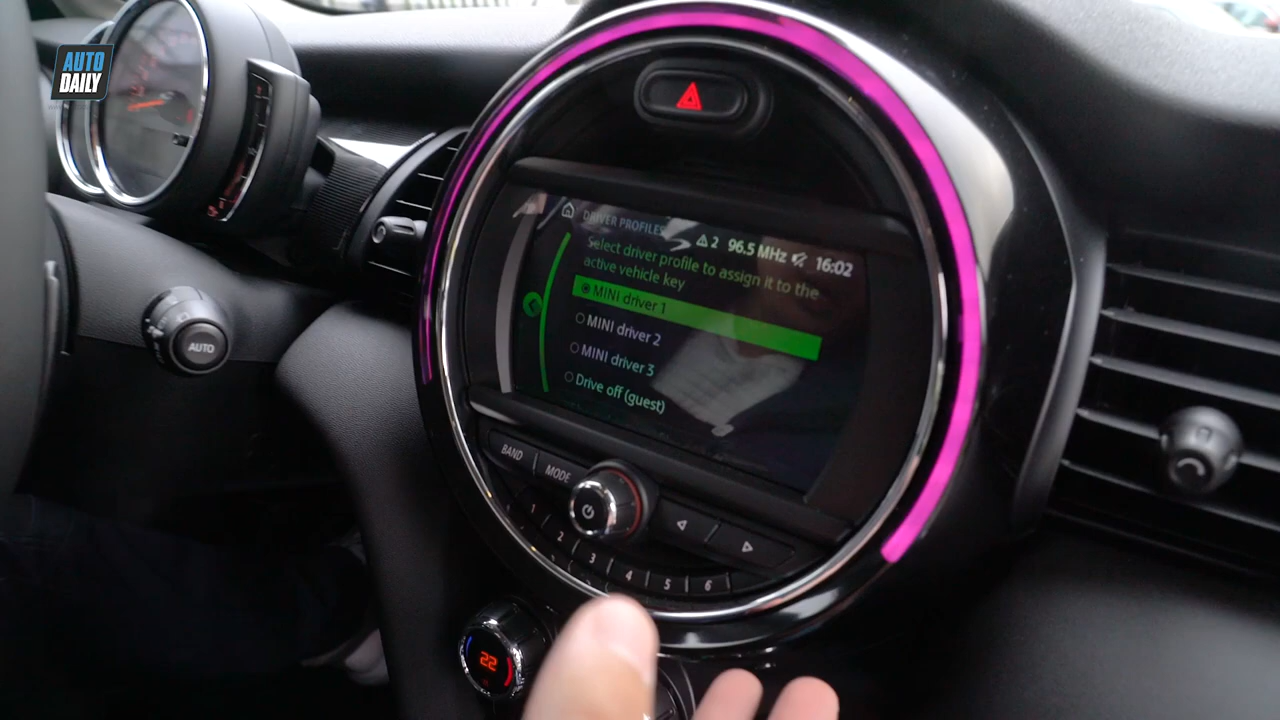 AUTO
DAILY
DRIVER PROFILES
2 96.5 MHz 16:02
Select driver profile to assign it to the
active vehicle key
MINI driver 1
MINI driver 2
MINI driver 3
Drive off (guest)
AUTO
BAND
MODE
1
2
3
4
5
6
22